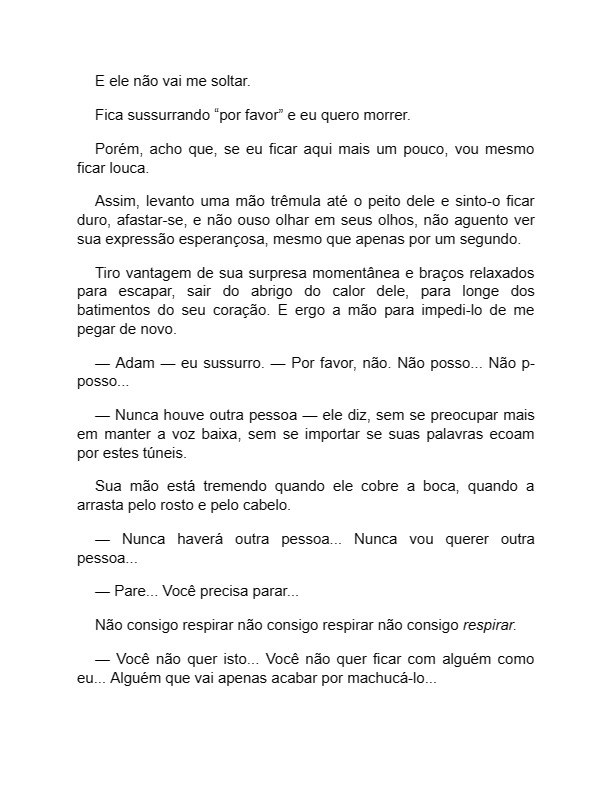 E ele não vai me soltar.
Fica sussurrando “por favor” e eu quero morrer.
Porém, acho que, se eu ficar aqui mais um pouco, vou mesmo
ficar louca.
Assim, levanto uma mão trêmula até o peito dele e sinto-o ficar
duro, afastar-se, e não ouso olhar em seus olhos, não aguento ver
sua expressão esperançosa, mesmo que apenas por um segundo.
Tiro vantagem de sua surpresa momentânea e braços relaxados
para escapar, sair do abrigo do calor dele, para longe dos
batimentos do seu coração. E ergo a mão para impedi-lo de me
pegar de novo.
— Adam — eu sussurro. — Por favor, não. Não posso... Não p-
posso...
— Nunca houve outra pessoa — ele diz, sem se preocupar mais
em manter a voz baixa, sem se importar se suas palavras ecoam
por estes túneis.
Sua mão está tremendo quando ele cobre a boca, quando a
arrasta pelo rosto e pelo cabelo.
— Nunca haverá outra pessoa... Nunca vou querer outra
pessoa...
— Pare... Você precisa parar...
Não consigo respirar não consigo respirar não consigo respirar.
— Você não quer isto... Você não quer ficar com alguém como
eu... Alguém que vai apenas acabar por machucá-lo...